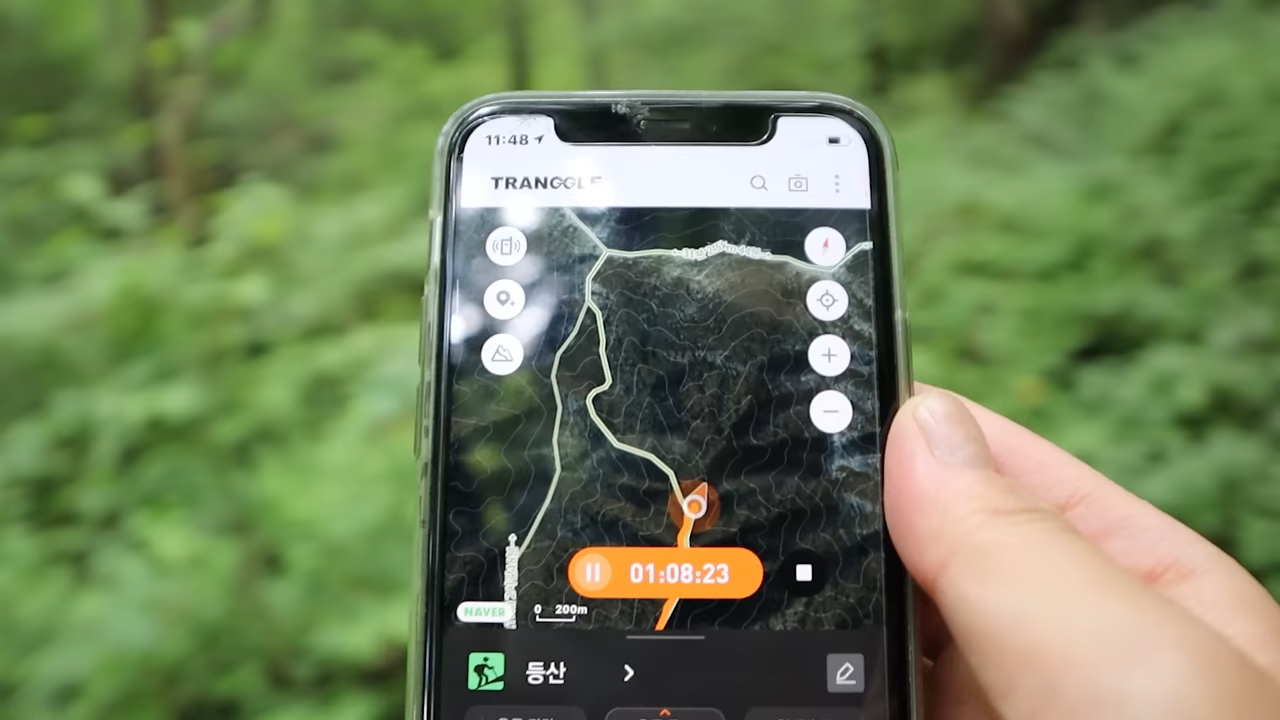 11:48
TRANGGLE
01:08:23
NAVER
0 200m
등산